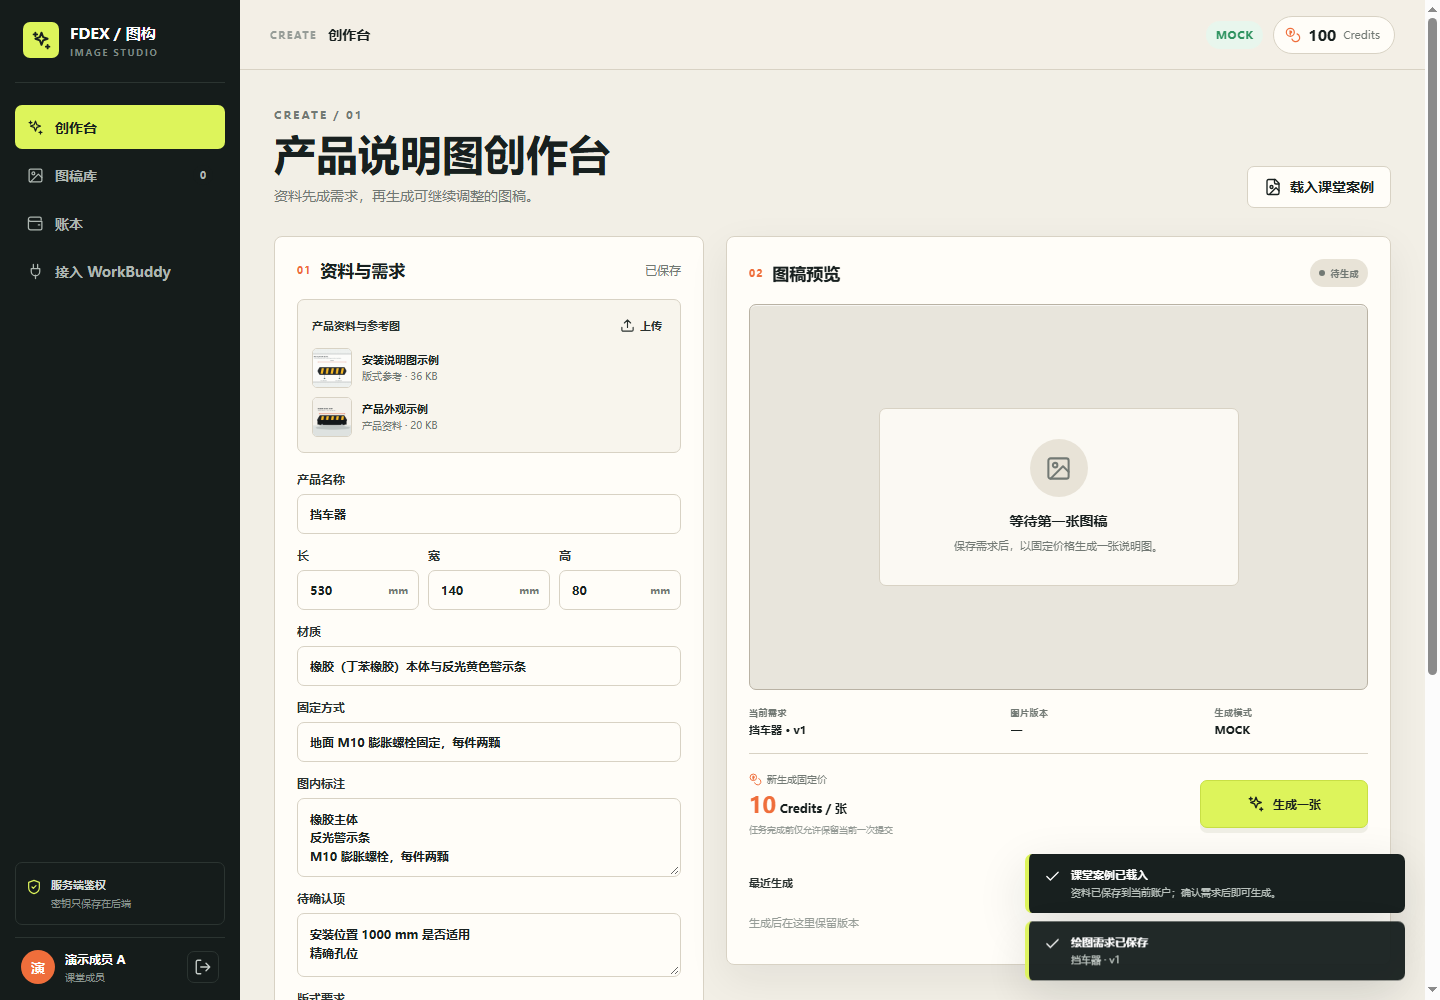 FDEX / 图构
IMAGE STUDIO
创作台
图稿库 0
账本
接入 WorkBuddy
服务端鉴权
密钥只保存在后端
演
演示成员 A
课堂成员
CREATE 创作台
MOCK
100 Credits
CREATE / 01
产品说明图创作台
资料先成需求，再生成可继续调整的图稿。
载入课堂案例
01 资料与需求
已保存
产品资料与参考图
上传
安装说明图示例
版式参考 · 36 KB
产品外观示例
产品资料 · 20 KB
产品名称
挡车器
长 宽 高
530 mm 140 mm 80 mm
材质
橡胶（丁苯橡胶）本体与反光黄色警示条
固定方式
地面 M10 膨胀螺栓固定，每件两颗
图内标注
橡胶主体
反光警示条
M10 膨胀螺栓，每件两颗
待确认项
安装位置 1000 mm 是否适用
精确孔位
版式要求
02 图稿预览
待生成
等待第一张图稿
保存需求后，以固定价格生成一张说明图。
当前需求 图片版本 生成模式
挡车器 • v1 — MOCK
新生成固定价
10 Credits / 张
任务完成前仅允许保留当前一次提交
生成一张
最近生成
生成后在这里保留版本
课堂案例已载入
资料已保存到当前账户；确认需求后即可生成。
绘图需求已保存
挡车器 · v1